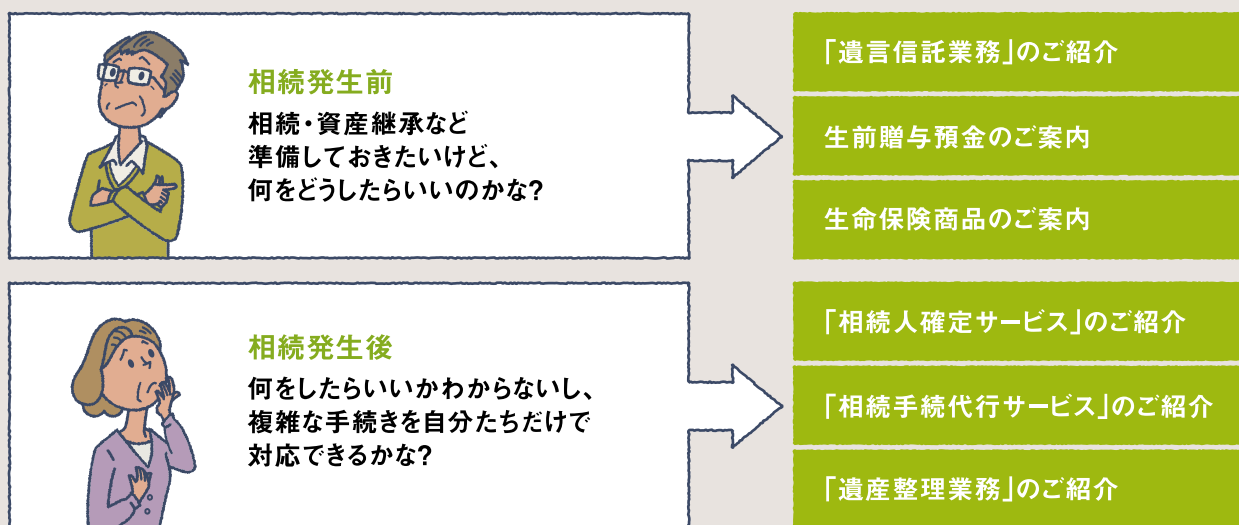 相続発生前
相続・資産継承など
準備しておきたいけど、
何をどうしたらいいのかな?
「遺言信託業務」のご紹介
生前贈与預金のご案内
生命保険商品のご案内
相続発生後
何をしたらいいかわからないし、
複雑な手続きを自分たちだけで
対応できるかな?
「相続人確定サービス」のご紹介
「相続手続代行サービス」のご紹介
「遺産整理業務」のご紹介